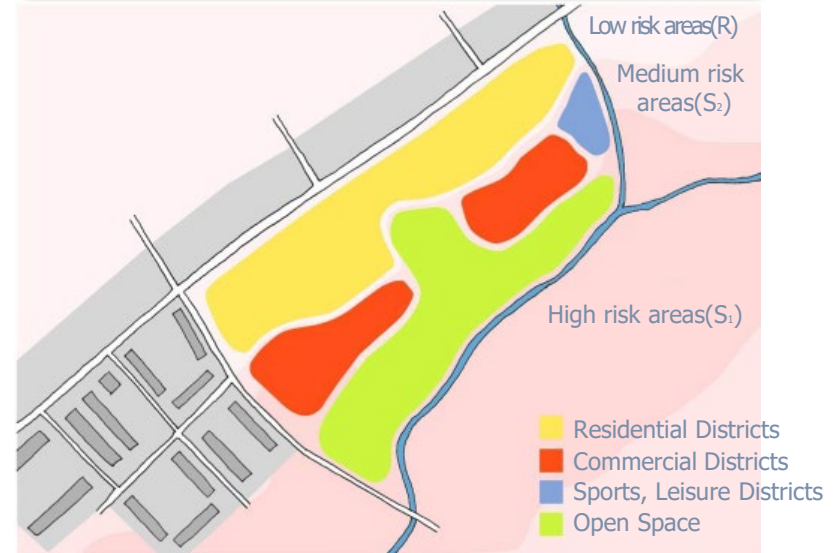 Low risk areas(R)
Medium risk
areas(S₂)
High risk areas(S₁)
Residential Districts
Commercial Districts
Sports, Leisure Districts
Open Space